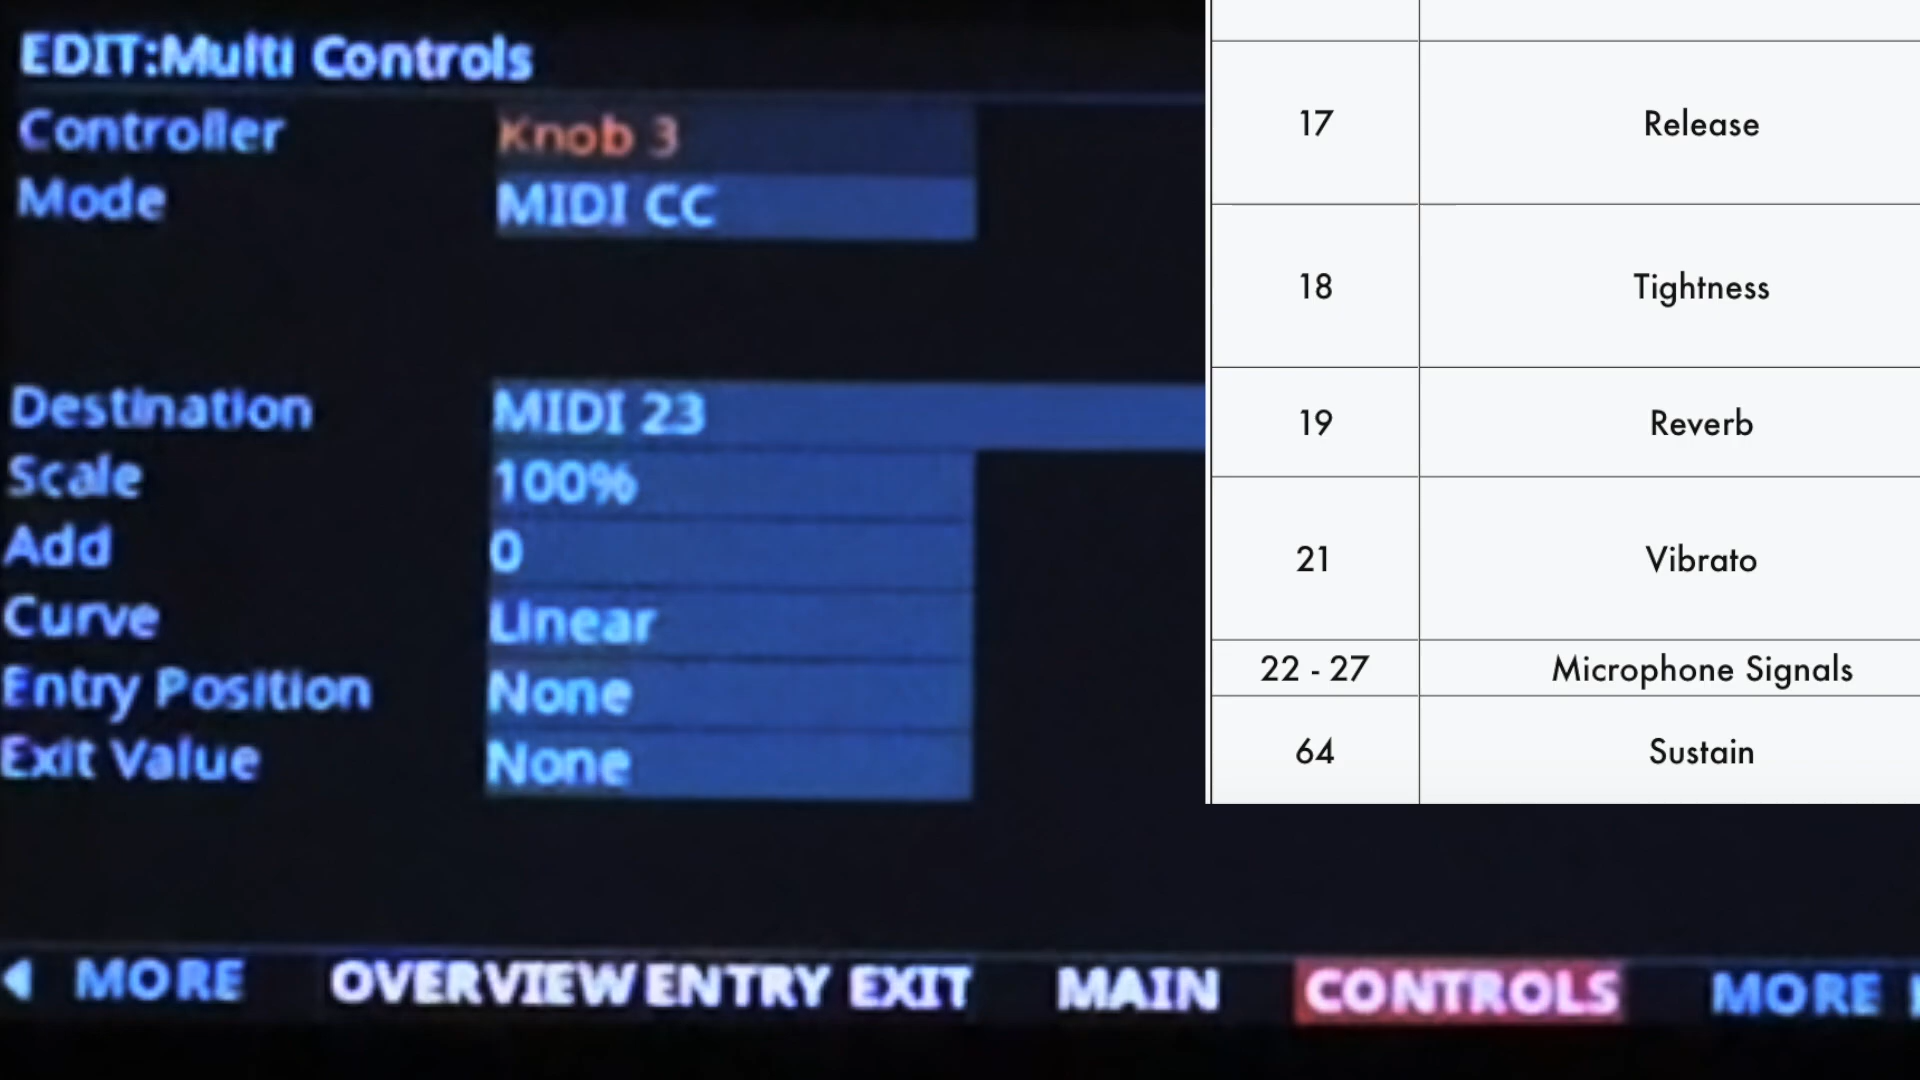 EDIT:Multi Controls
Controller Knob 3
Mode MIDI CC
Destination MIDI 23
Scale 100%
Add 0
Curve Linear
Entry Position None
Exit Value None
MORE OVERVIEW ENTRY EXIT MAIN CONTROLS MORE
17 Release
18 Tightness
19 Reverb
21 Vibrato
22 - 27 Microphone Signals
64 Sustain